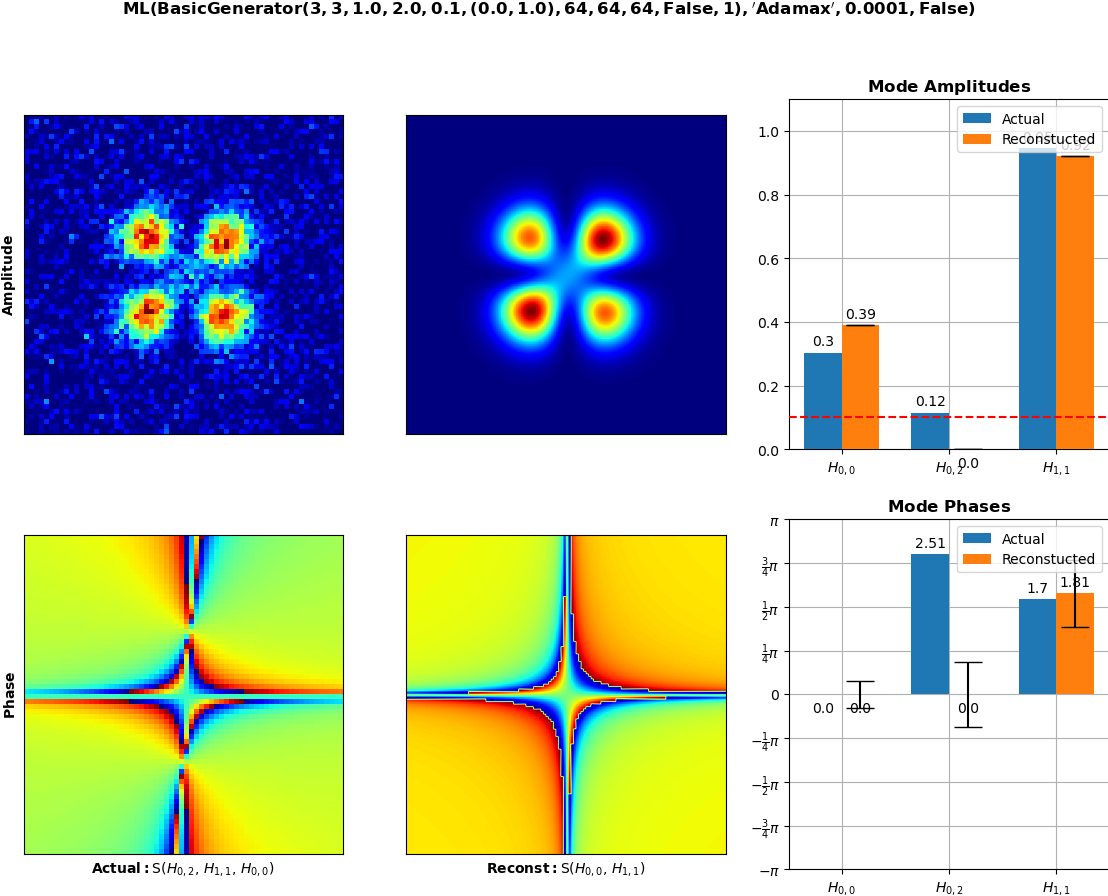 ML(BasicGenerator(3, 3, 1.0, 2.0, 0.1, (0.0, 1.0), 64, 64, 64, False, 1), ′Adamax′, 0.0001, False)
Amplitude
Mode Amplitudes
Actual
Reconstucted
1.0
0.8
0.6
0.4
0.2
0.0
0.3
0.39
0.12
0.0
0.92
H0,0
H0,2
H1,1
Phase
Actual: S(H0,2, H1,1, H0,0)
Reconst: S(H0,0, H1,1)
Mode Phases
Actual
Reconstucted
π
3/4π
1/2π
1/4π
0
−1/4π
−1/2π
−3/4π
−π
0.0
0.0
2.51
0.0
1.7
1.81
H0,0
H0,2
H1,1